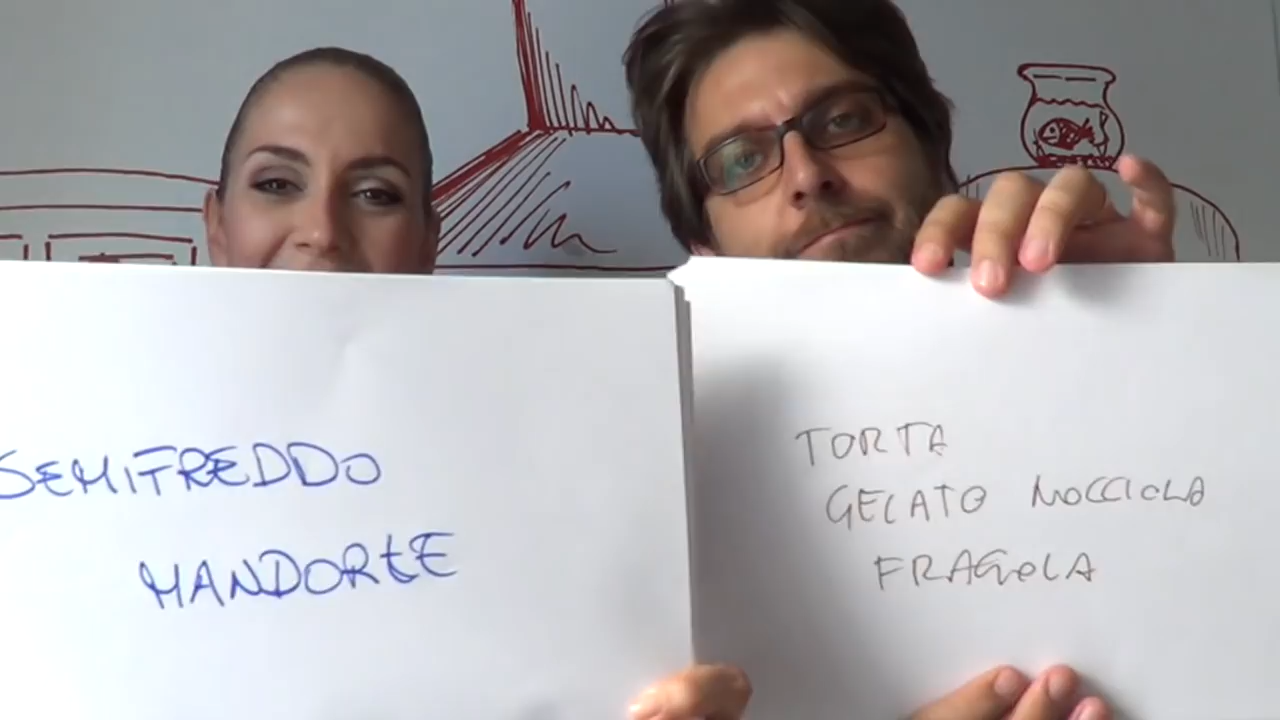 SEMIFREDDO
MANDORLE
TORTA
GELATO NOCCIOLA
FRAGOLA